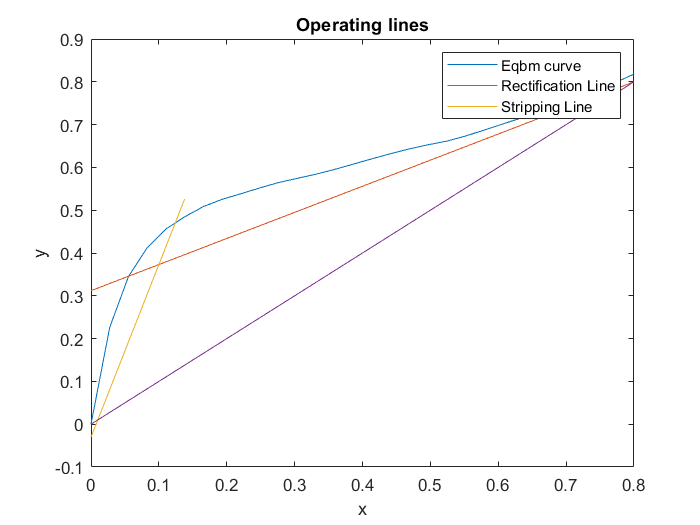 Operating lines
Eqbm curve
Rectification Line
Stripping Line
0.9
0.8
0.7
0.6
0.5
0.4
0.3
0.2
0.1
0
-0.1
y
0 0.1 0.2 0.3 0.4 0.5 0.6 0.7 0.8
x